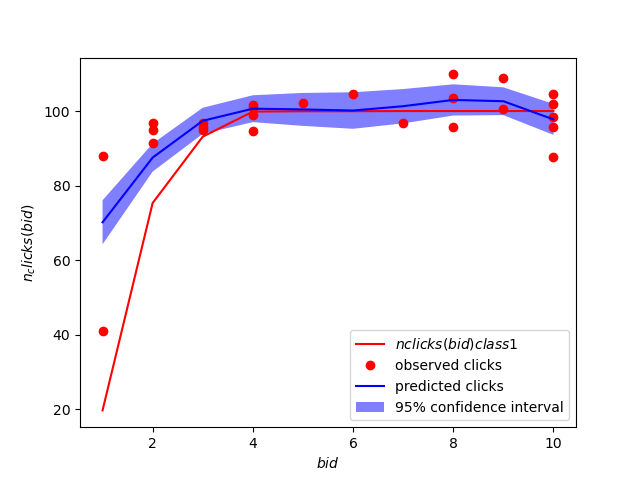 100
80
60
40
20
n_clicks(bid)
nclicks(bid)class1
observed clicks
predicted clicks
95% confidence interval
2
4
6
8
10
bid